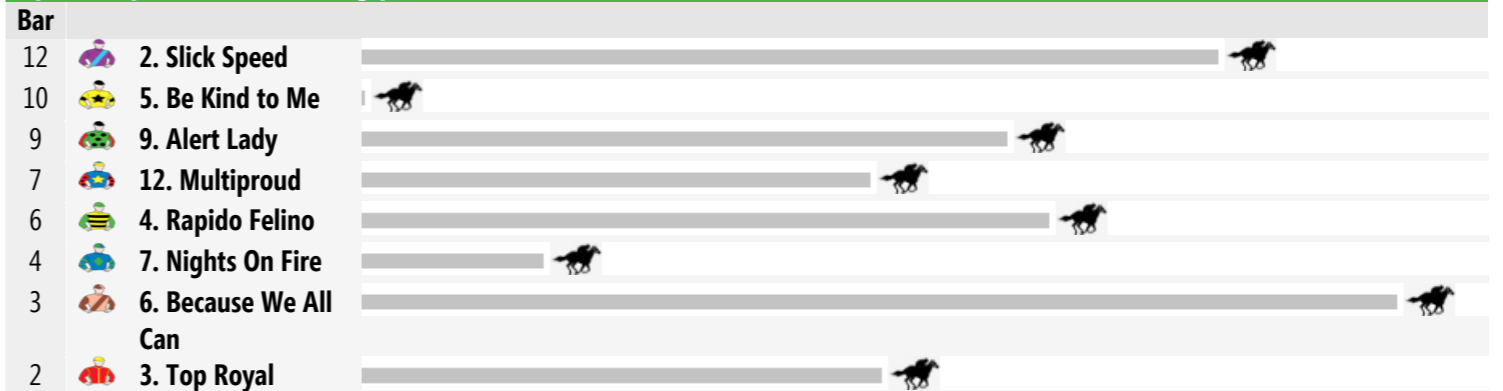 Bar
12 2. Slick Speed
10 5. Be Kind to Me
9 9. Alert Lady
7 12. Multiproud
6 4. Rapido Felino
4 7. Nights On Fire
3 6. Because We All
Can
2 3. Top Royal